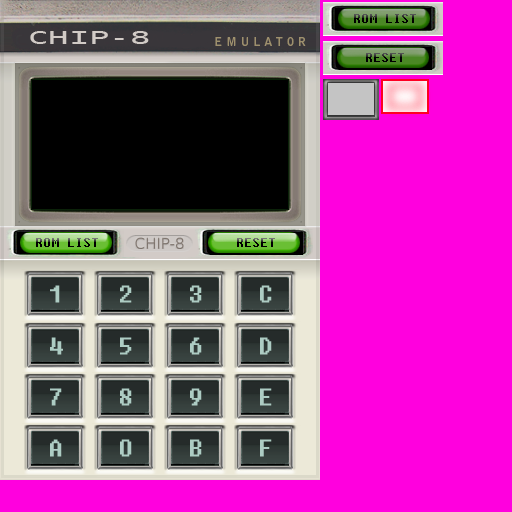 CHIP-8
EMULATOR
ROM LIST
RESET
ROM LIST
CHIP-8
RESET
1 2 3 C
4 5 6 D
7 8 9 E
A 0 B F